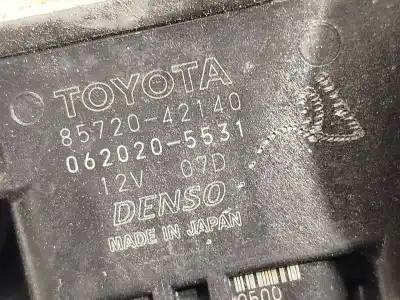 TOYOTA
85720-42140
062020-5531
12V 07D
DENSO
MADE IN JAPAN